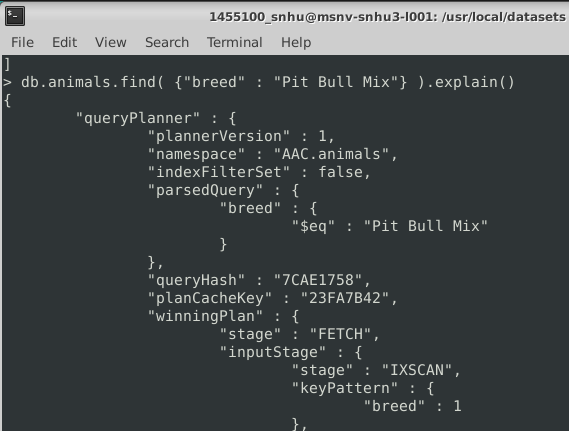 1455100_snhu@msnv-snhu3-l001: /usr/local/datasets
File Edit View Search Terminal Help
]
> db.animals.find( {"breed" : "Pit Bull Mix"} ).explain()
{
        "queryPlanner" : {
                "plannerVersion" : 1,
                "namespace" : "AAC.animals",
                "indexFilterSet" : false,
                "parsedQuery" : {
                        "breed" : {
                                "$eq" : "Pit Bull Mix"
                        }
                },
                "queryHash" : "7CAE1758",
                "planCacheKey" : "23FA7B42",
                "winningPlan" : {
                        "stage" : "FETCH",
                        "inputStage" : {
                                "stage" : "IXSCAN",
                                "keyPattern" : {
                                        "breed" : 1
                                },